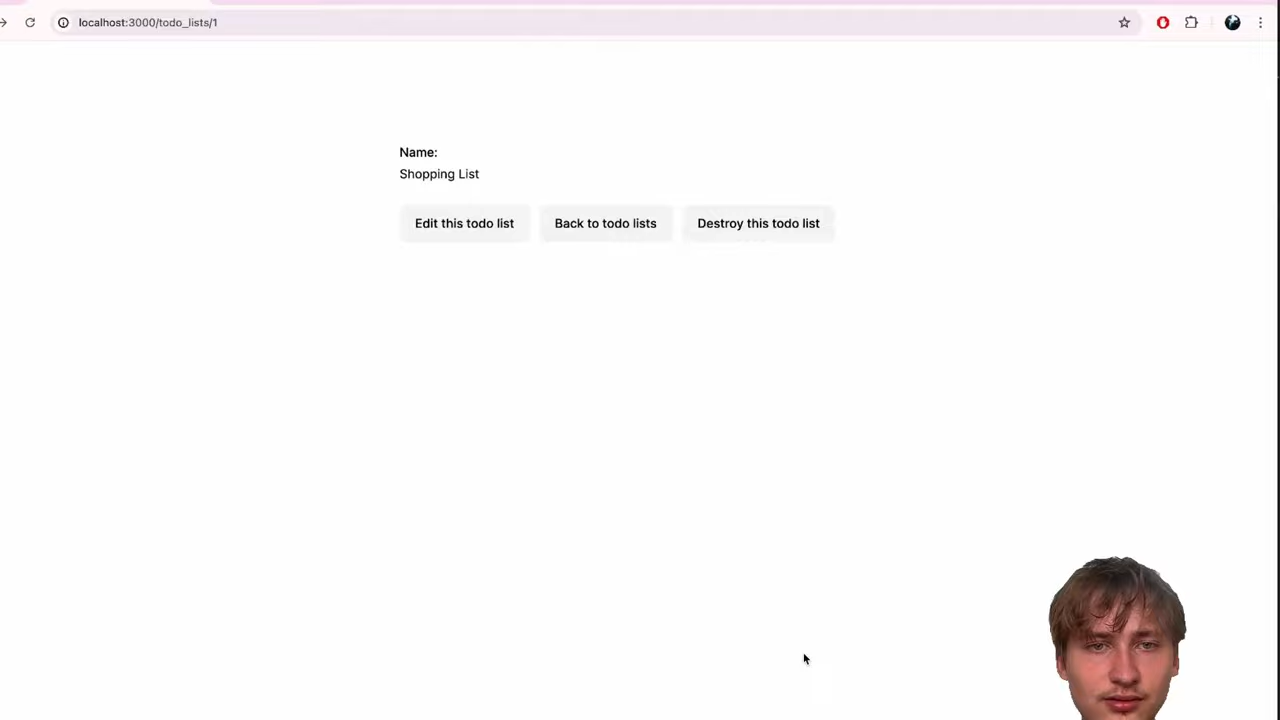 localhost:3000/todo_lists/1
Name:
Shopping List
Edit this todo list Back to todo lists Destroy this todo list